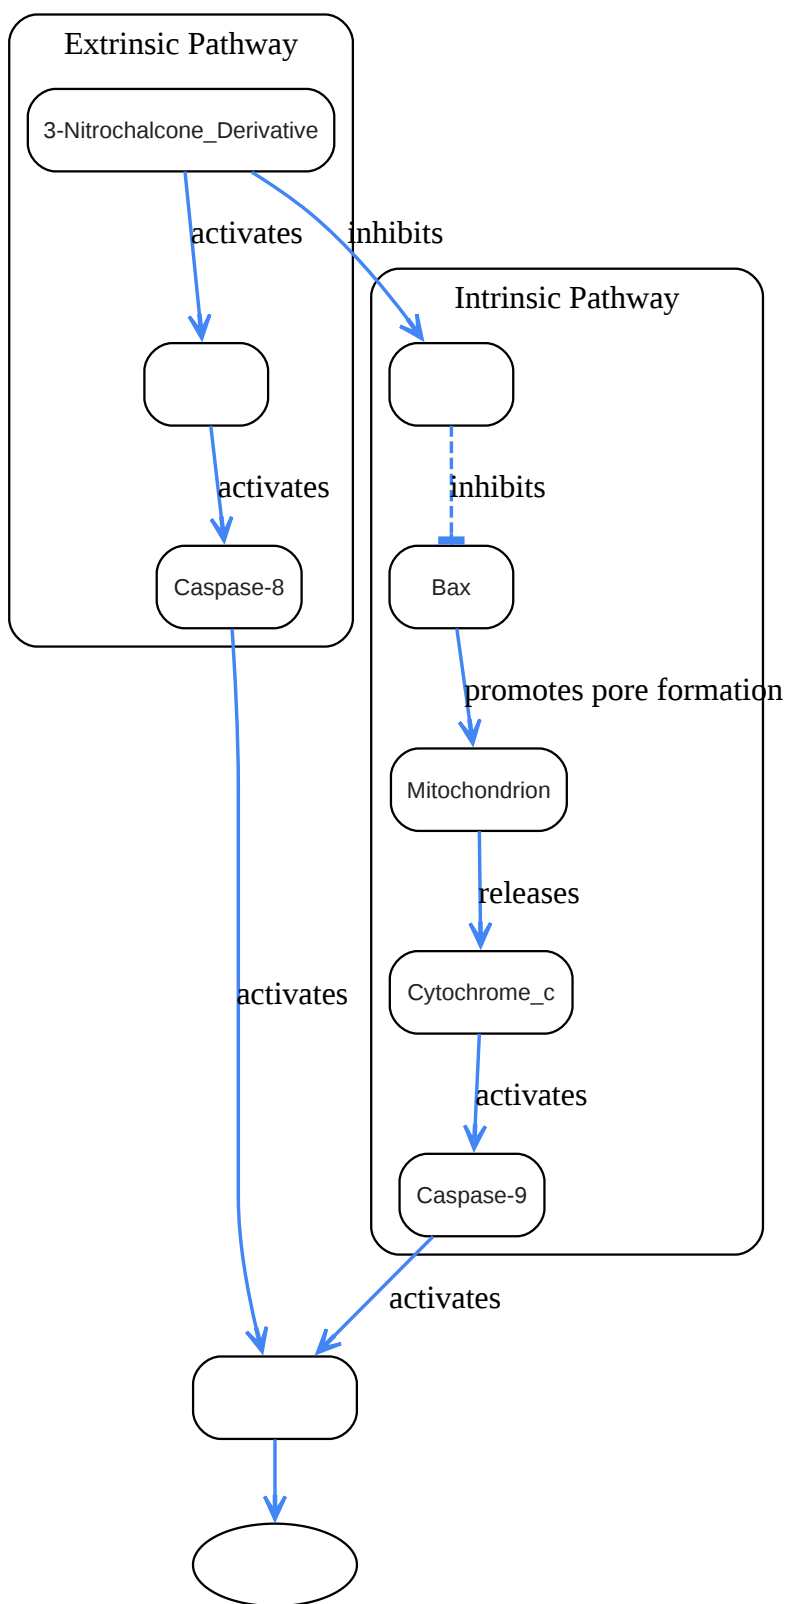 Extrinsic Pathway
3-Nitrochalcone_Derivative
activates
inhibits
Intrinsic Pathway
activates
inhibits
Caspase-8
Bax
promotes pore formation
Mitochondrion
releases
Cytochrome_c
activates
activates
Caspase-9
activates